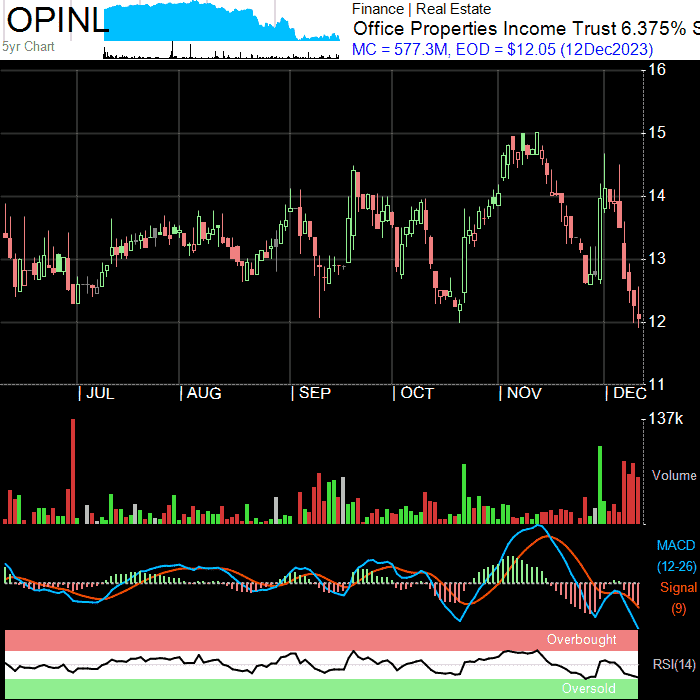 OPINL
5yr Chart
Finance | Real Estate
Office Properties Income Trust 6.375% S
MC = 577.3M, EOD = $12.05 (12Dec2023)
16
15
14
13
12
11
| JUL | AUG | SEP | OCT | NOV | DEC
137k
Volume
MACD
(12-26)
Signal
(9)
Overbought
RSI(14)
Oversold